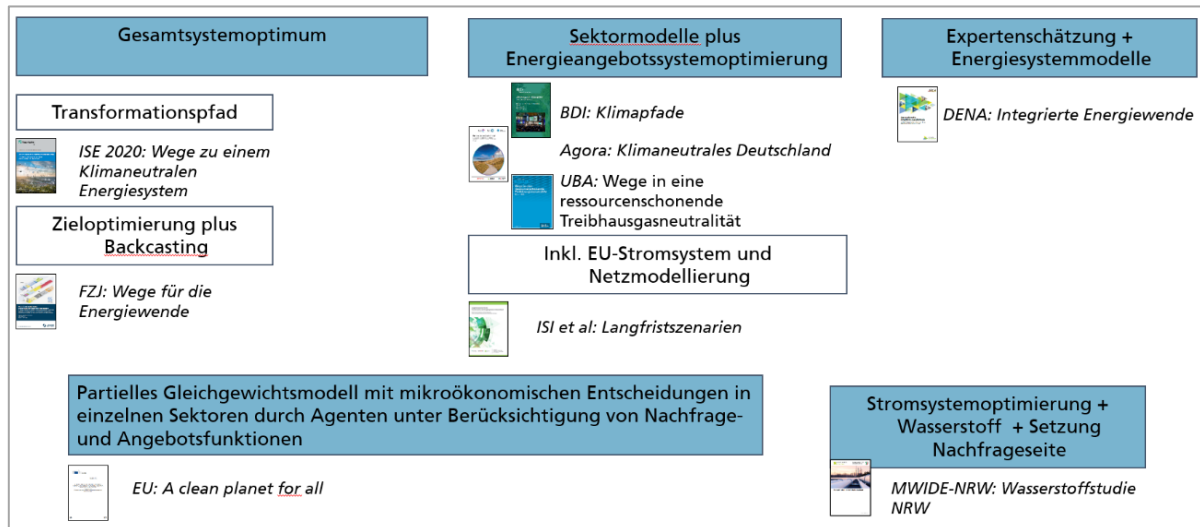 Gesamtsystemoptimum
Transformationspfad
ISE 2020: Wege zu einem
Klimaneutralen
Energiesystem
Zieloptimierung plus
Backcasting
FZJ: Wege für die
Energiewende
Sektormodelle plus
Energieangebotssystemoptimierung
BDI: Klimapfade
Agora: Klimaneutrales Deutschland
UBA: Wege in eine
ressourcenschonende
Treibhausgasneutralität
Inkl. EU-Stromsystem und
Netzmodellierung
ISI et al: Langfristszenarien
Expertenschätzung +
Energiesystemmodelle
DENA: Integrierte Energiewende
Partielles Gleichgewichtsmodell mit mikroökonomischen Entscheidungen in
einzelnen Sektoren durch Agenten unter Berücksichtigung von Nachfrage-
und Angebotsfunktionen
EU: A clean planet for all
Stromsystemoptimierung +
Wasserstoff + Setzung
Nachfrageseite
MWIDE-NRW: Wasserstoffstudie
NRW